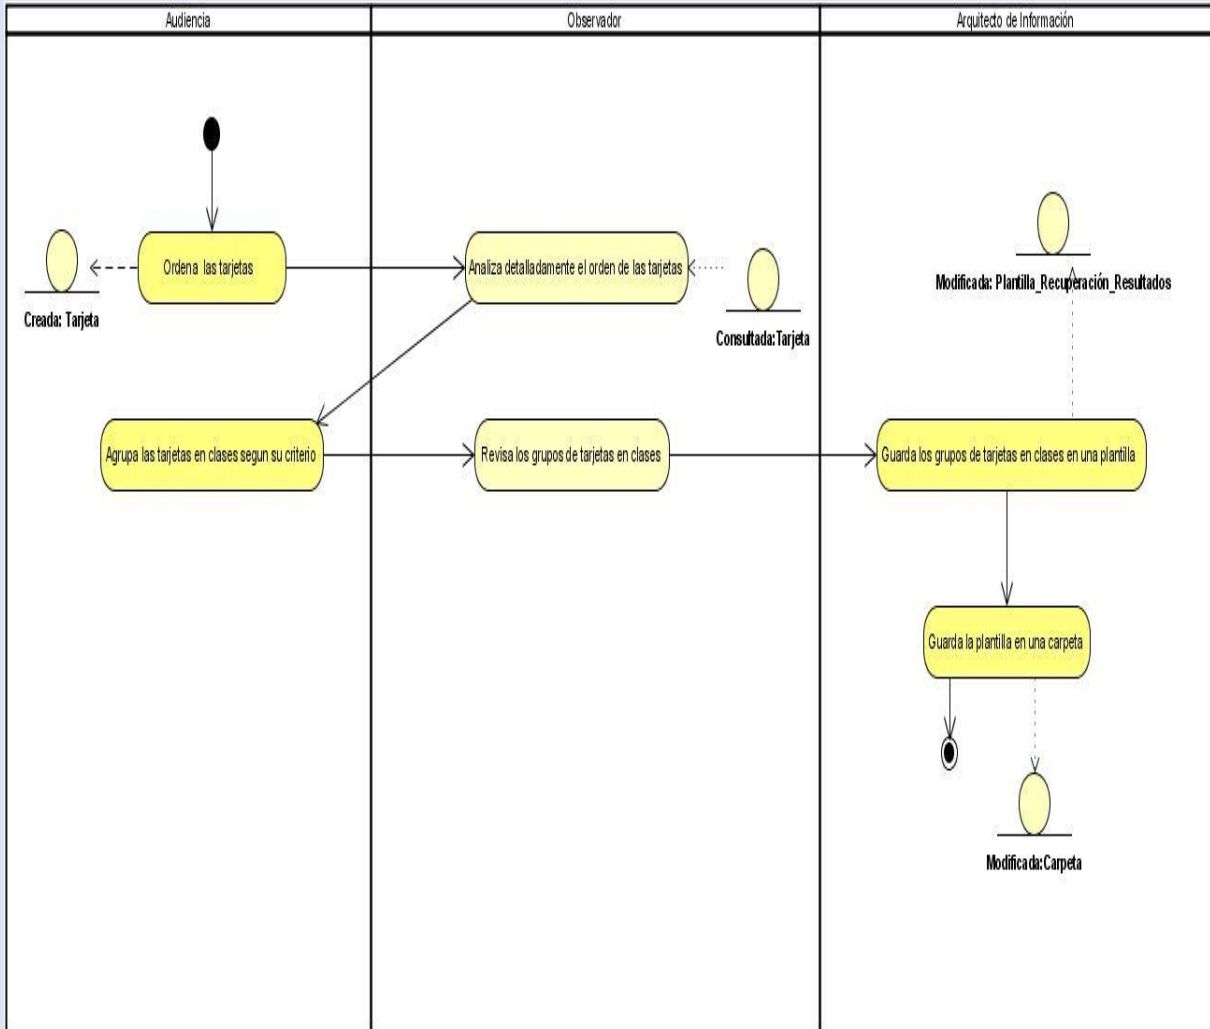 Audiencia
Observador
Arquitecto de Información
Ordena las tarjetas
Creada: Tarjeta
Analiza detalladamente el orden de las tarjetas
Consultada:Tarjeta
Modificada: Plantilla_Recuperación_Resultados
Agrupa las tarjetas en clases segun su criterio
Revisa los grupos de tarjetas en clases
Guarda los grupos de tarjetas en clases en una plantilla
Guarda la plantilla en una carpeta
Modificada:Carpeta